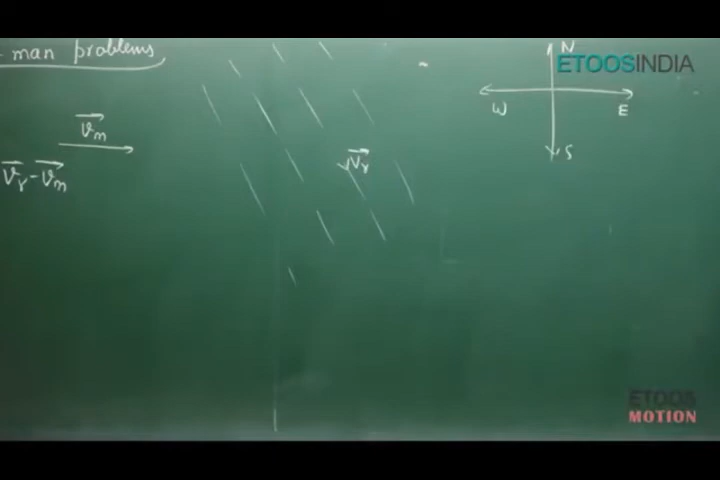 man problems
N
ETOOSINDIA
W
E
S
v⃗m
v⃗r - v⃗m
v⃗r
ETOOS
MOTION